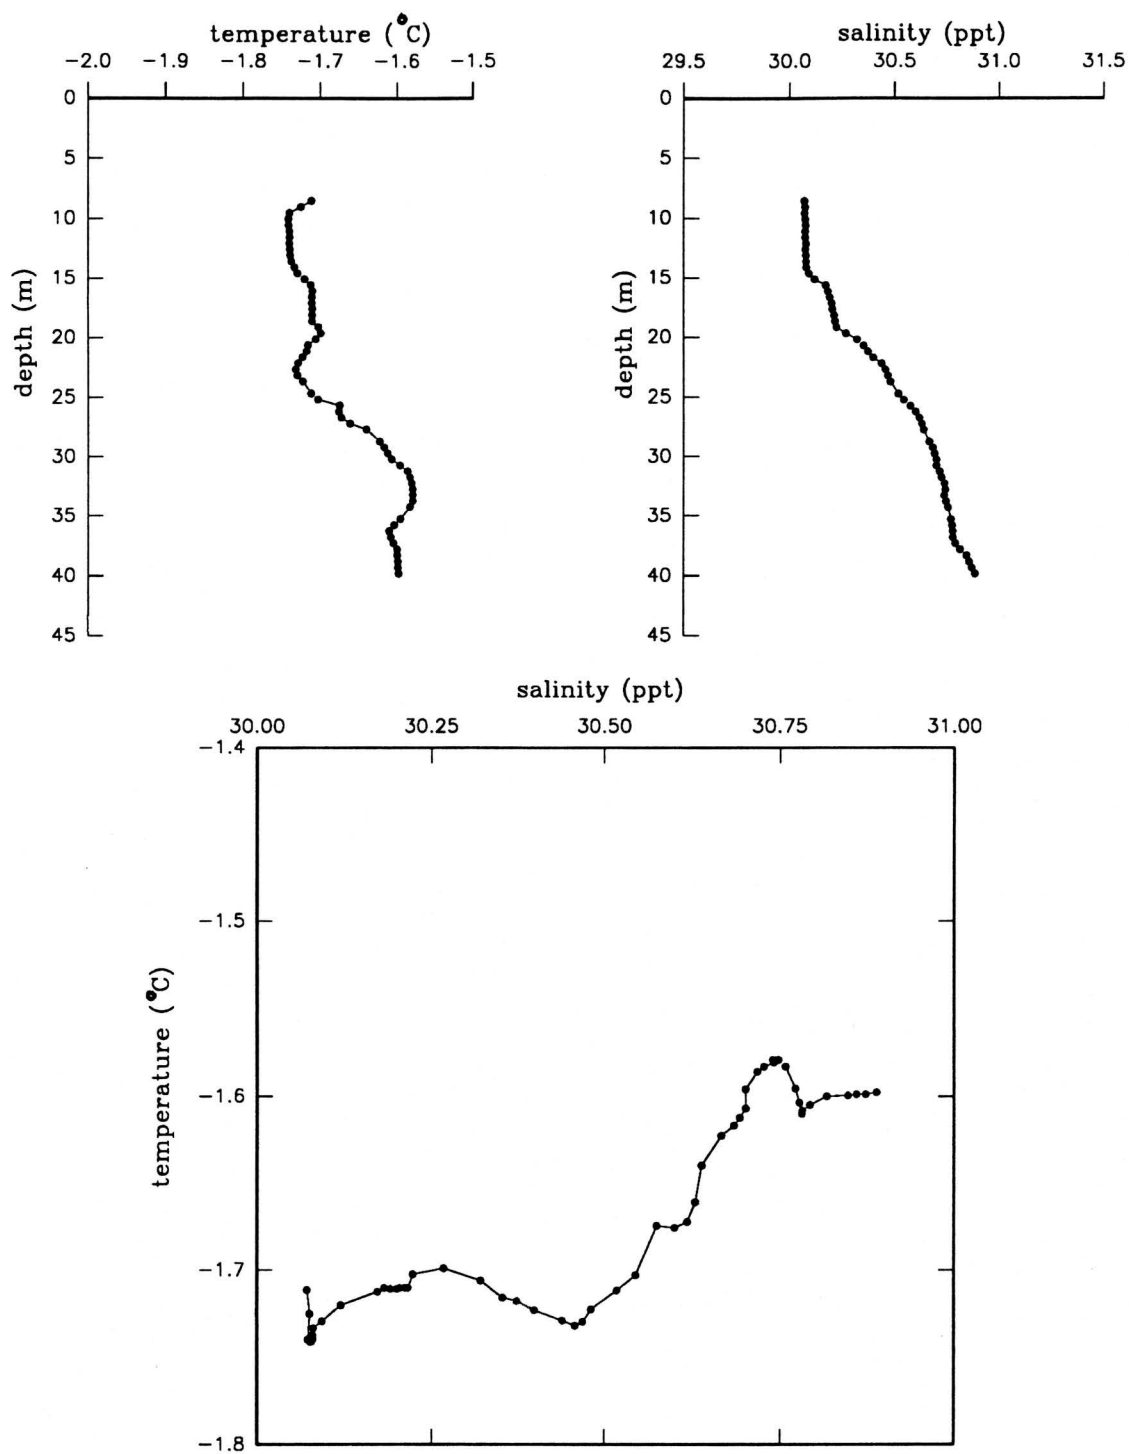 temperature (°C)
−2.0 −1.9 −1.8 −1.7 −1.6 −1.5
0
5
10
15
20
25
30
35
40
45
depth (m)
salinity (ppt)
29.5 30.0 30.5 31.0 31.5
0
5
10
15
20
25
30
35
40
45
depth (m)
salinity (ppt)
30.00 30.25 30.50 30.75 31.00
−1.4
−1.5
−1.6
−1.7
−1.8
temperature (°C)